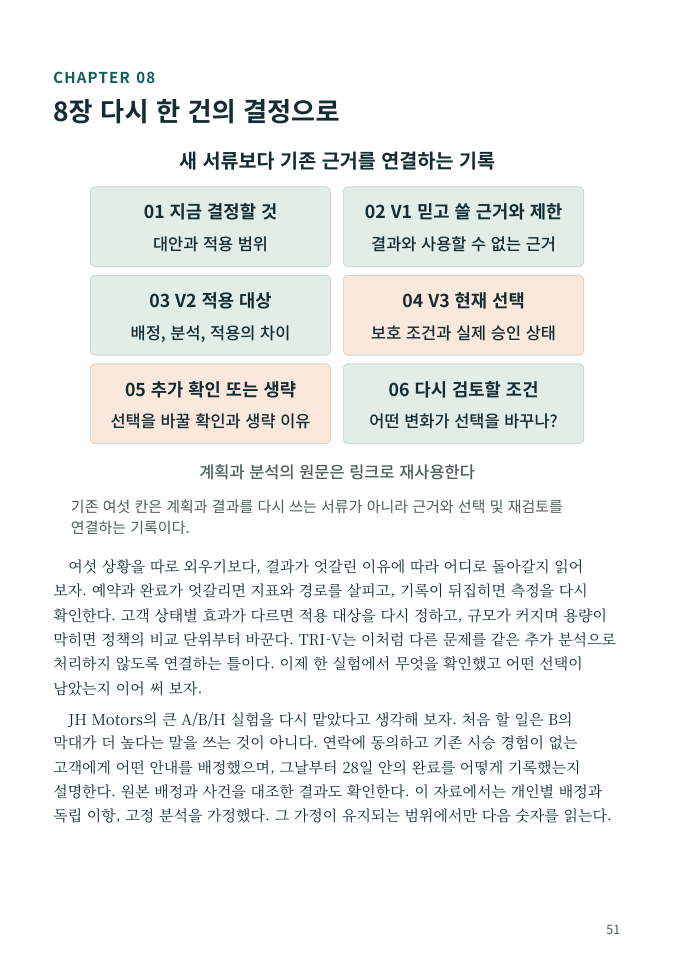 CHAPTER 08
8장 다시 한 건의 결정으로
새 서류보다 기존 근거를 연결하는 기록
01 지금 결정할 것
대안과 적용 범위
02 V1 믿고 쓸 근거와 제한
결과와 사용할 수 없는 근거
03 V2 적용 대상
배정, 분석, 적용의 차이
04 V3 현재 선택
보호 조건과 실제 승인 상태
05 추가 확인 또는 생략
선택을 바꿀 확인과 생략 이유
06 다시 검토할 조건
어떤 변화가 선택을 바꾸나?
계획과 분석의 원문은 링크로 재사용한다
기존 여섯 칸은 계획과 결과를 다시 쓰는 서류가 아니라 근거와 선택 및 재검토를
연결하는 기록이다.
여섯 상황을 따로 외우기보다, 결과가 엇갈린 이유에 따라 어디로 돌아갈지 읽어
보자. 예약과 완료가 엇갈리면 지표와 경로를 살피고, 기록이 뒤집히면 측정을 다시
확인한다. 고객 상태별 효과가 다르면 적용 대상을 다시 정하고, 규모가 커지며 용량이
막히면 정책의 비교 단위부터 바꾼다. TRI-V는 이처럼 다른 문제를 같은 추가 분석으로
처리하지 않도록 연결하는 틀이다. 이제 한 실험에서 무엇을 확인했고 어떤 선택이
남았는지 이어 써 보자.
JH Motors의 큰 A/B/H 실험을 다시 맡았다고 생각해 보자. 처음 할 일은 B의
막대가 더 높다는 말을 쓰는 것이 아니다. 연락에 동의하고 기존 시승 경험이 없는
고객에게 어떤 안내를 배정했으며, 그날부터 28일 안의 완료를 어떻게 기록했는지
설명한다. 원본 배정과 사건을 대조한 결과도 확인한다. 이 자료에서는 개인별 배정과
독립 이항, 고정 분석을 가정했다. 그 가정이 유지되는 범위에서만 다음 숫자를 읽는다.
51